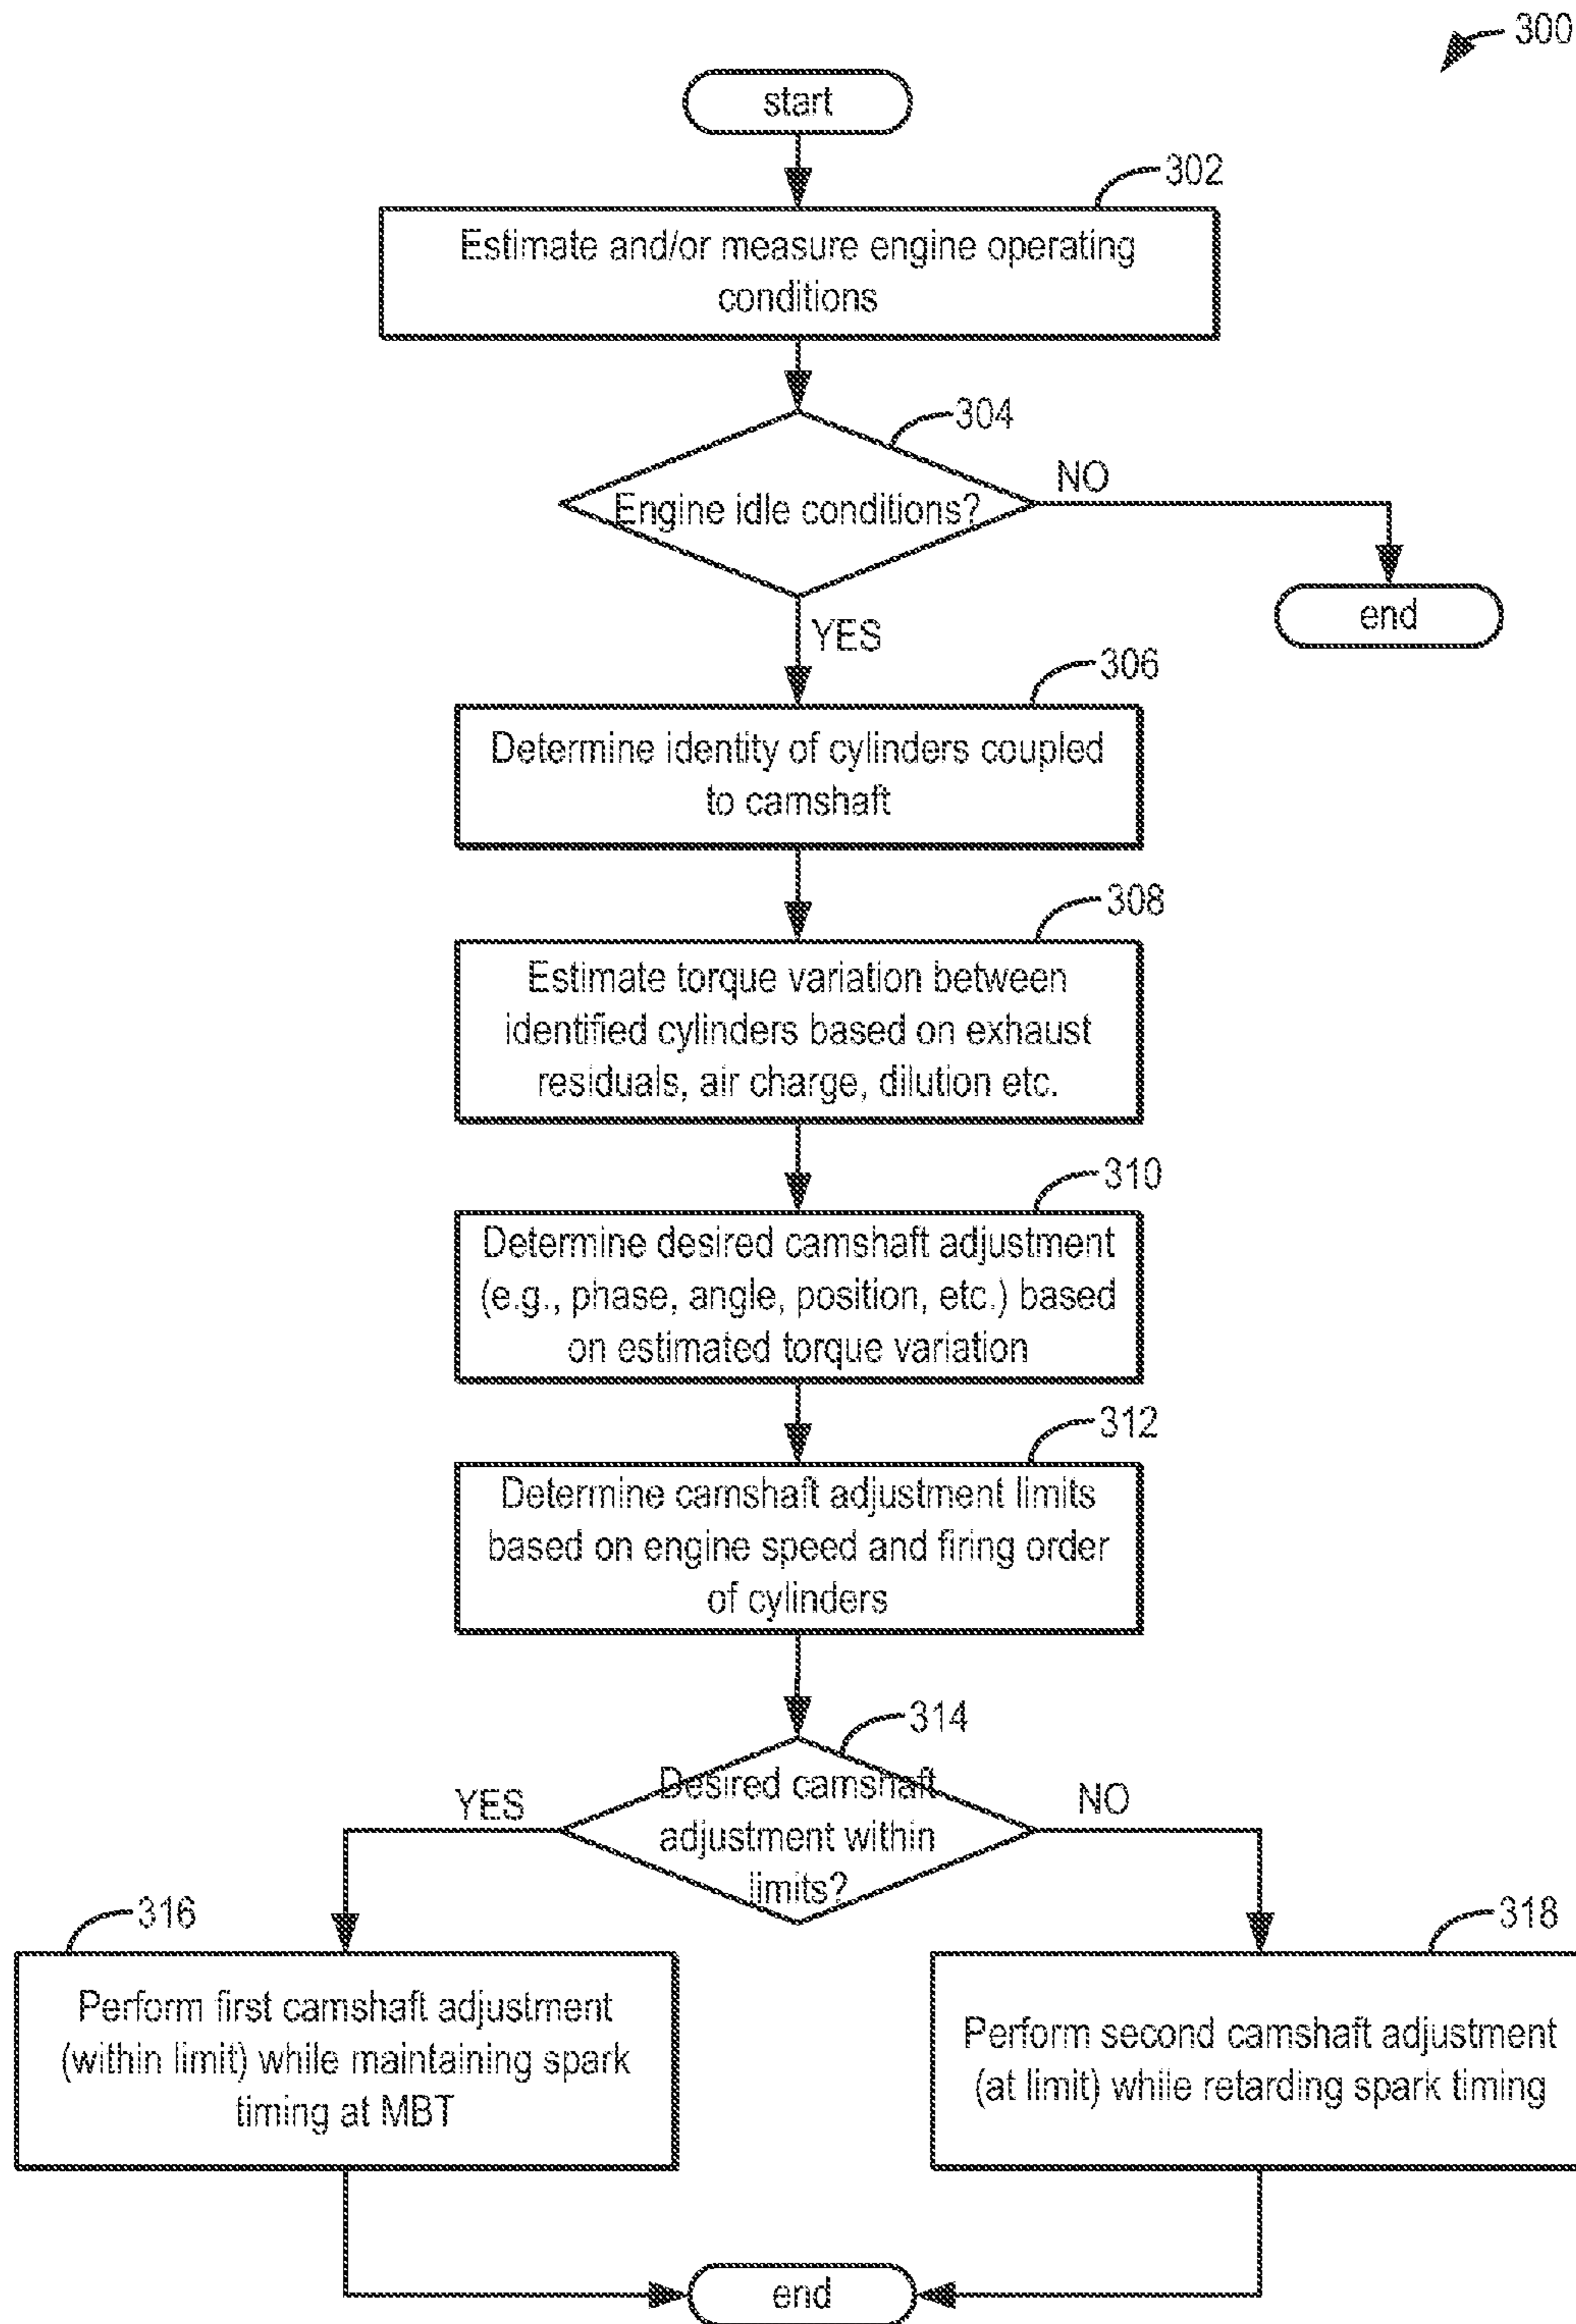 300
start
302
Estimate and/or measure engine operating
conditions
304
Engine idle conditions?
NO
end
YES
306
Determine identity of cylinders coupled
to camshaft
308
Estimate torque variation between
identified cylinders based on exhaust
residuals, air charge, dilution etc.
310
Determine desired camshaft adjustment
(e.g., phase, angle, position, etc.) based
on estimated torque variation
312
Determine camshaft adjustment limits
based on engine speed and firing order
of cylinders
314
Desired camshaft
adjustment within
limits?
YES
NO
316
Perform first camshaft adjustment
(within limit) while maintaining spark
timing at MBT
318
Perform second camshaft adjustment
(at limit) while retarding spark timing
end